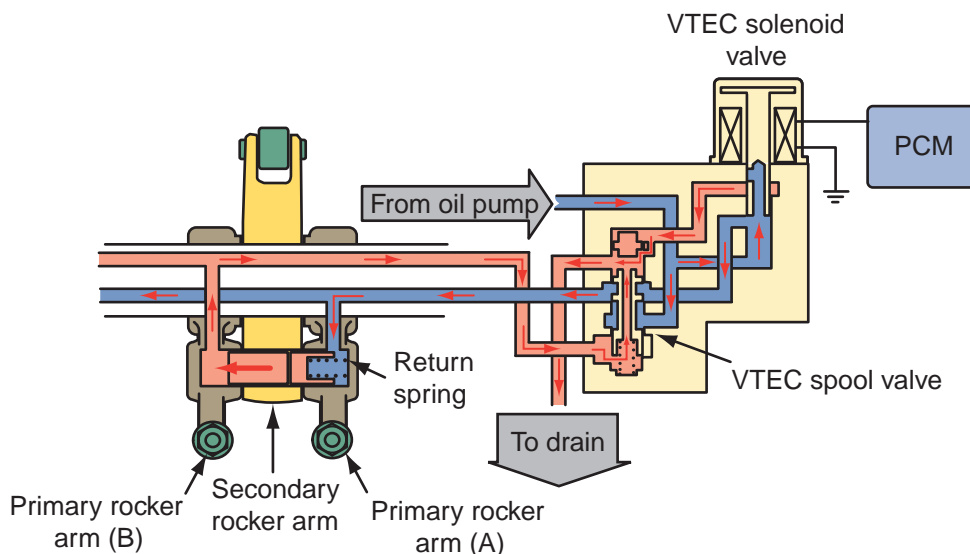 VTEC solenoid
valve
PCM
From oil pump
Return
spring
VTEC spool valve
To drain
Primary rocker
arm (B)
Secondary
rocker arm
Primary rocker
arm (A)